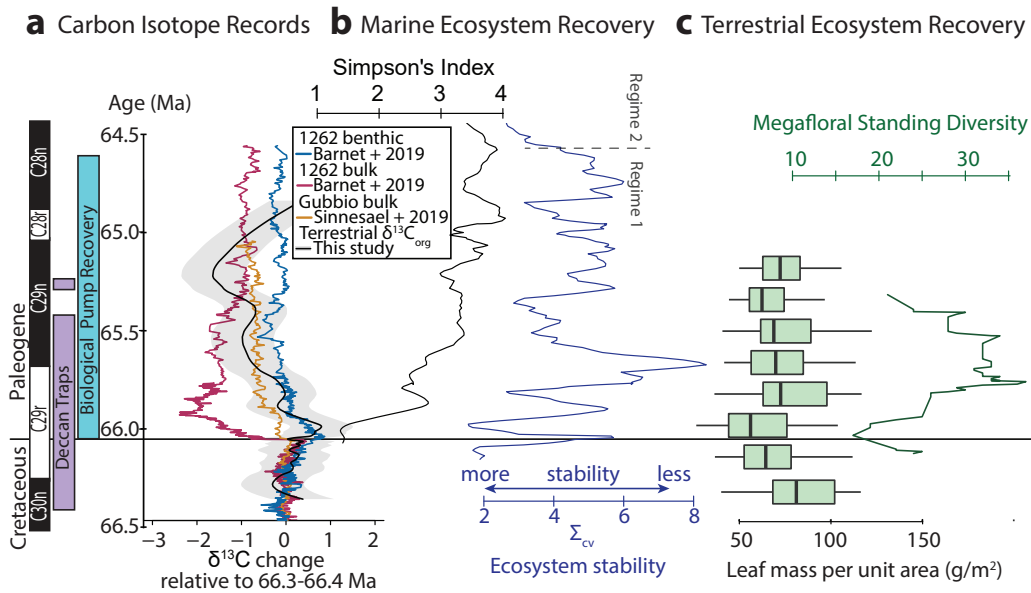 a Carbon Isotope Records
b Marine Ecosystem Recovery
c Terrestrial Ecosystem Recovery
Simpson's Index
1 2 3 4
Age (Ma)
64.5
65.0
65.5
66.0
66.5
Paleogene
Cretaceous
C28n
C28r
C29n
C29r
C30n
Deccan Traps
Biological Pump Recovery
1262 benthic
Barnet + 2019
1262 bulk
Barnet + 2019
Gubbio bulk
Sinnesael + 2019
Terrestrial δ¹³Corg
This study
−3 −2 −1 0 1 2
δ¹³C change
relative to 66.3-66.4 Ma
Regime 2
Regime 1
more stability less
2 4 6 8
Σcv
Ecosystem stability
Megafloral Standing Diversity
10 20 30
50 100 150
Leaf mass per unit area (g/m²)